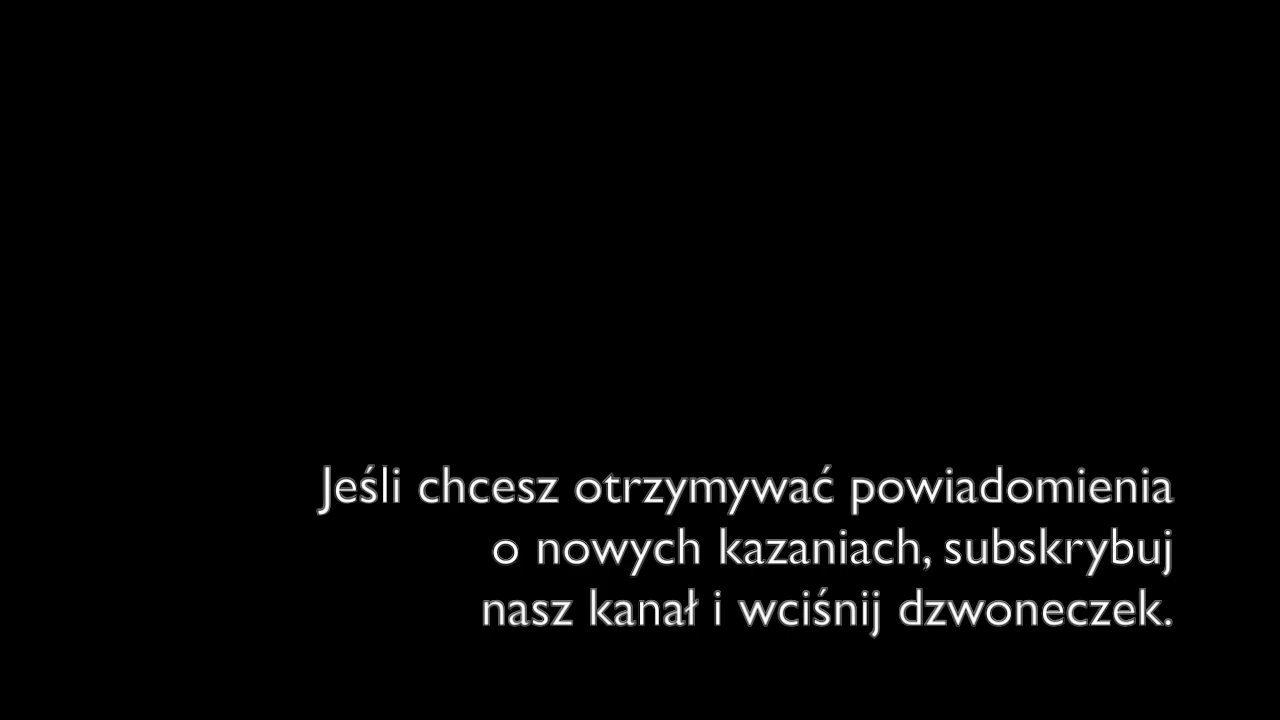 Jeśli chcesz otrzymywać powiadomienia
o nowych kazaniach, subskrybuj
nasz kanał i wciśnij dzwoneczek.